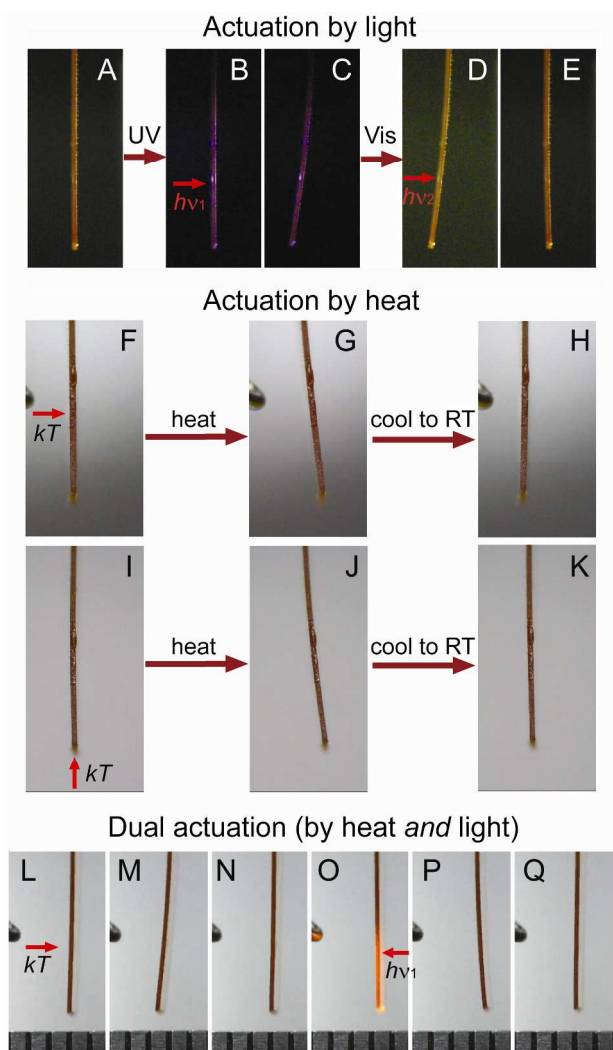 Actuation by light
A
UV
B
hν1
C
Vis
D
hν2
E
Actuation by heat
F
kT
heat
G
cool to RT
H
I
kT
heat
J
cool to RT
K
Dual actuation (by heat and light)
L
kT
M
N
O
hν1
P
Q